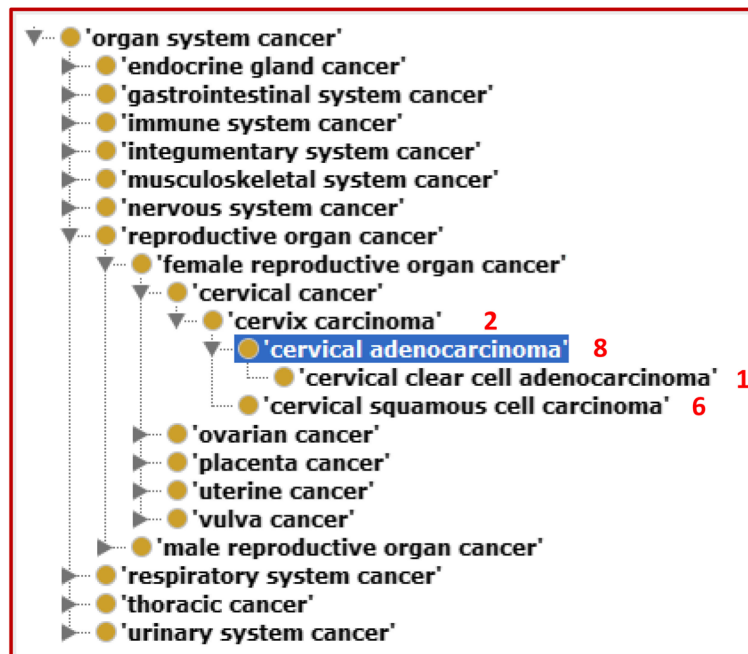 'organ system cancer'
'endocrine gland cancer'
'gastrointestinal system cancer'
'immune system cancer'
'integumentary system cancer'
'musculoskeletal system cancer'
'nervous system cancer'
'reproductive organ cancer'
'female reproductive organ cancer'
'cervical cancer'
'cervix carcinoma' 2
'cervical adenocarcinoma' 8
'cervical clear cell adenocarcinoma' 1
'cervical squamous cell carcinoma' 6
'ovarian cancer'
'placenta cancer'
'uterine cancer'
'vulva cancer'
'male reproductive organ cancer'
'respiratory system cancer'
'thoracic cancer'
'urinary system cancer'